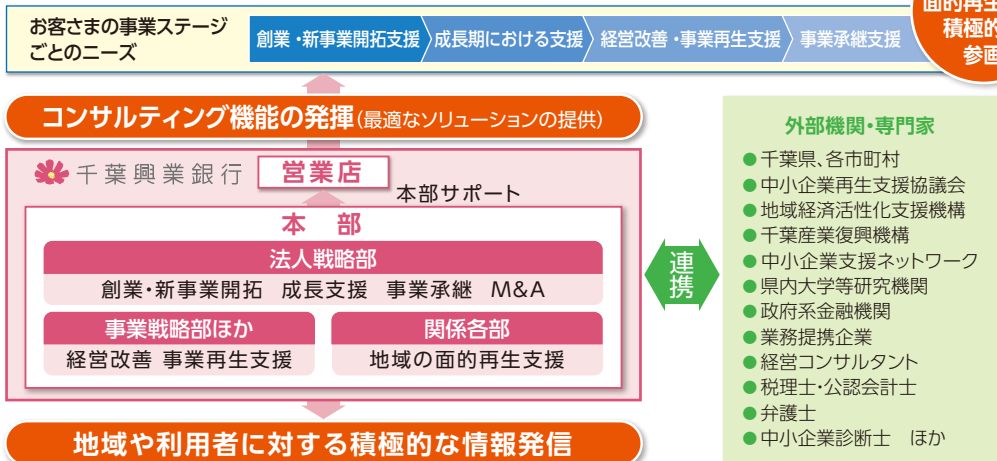 お客さまの事業ステージ
ごとのニーズ
創業・新事業開拓支援
成長期における支援
経営改善・事業再生支援
事業承継支援
面的再生
積極的
参画
コンサルティング機能の発揮(最適なソリューションの提供)
千葉興業銀行
営業店
本部サポート
本 部
法人戦略部
創業・新事業開拓 成長支援 事業承継 M&A
事業戦略部ほか
経営改善 事業再生支援
関係各部
地域の面的再生支援
地域や利用者に対する積極的な情報発信
連携
外部機関・専門家
●千葉県、各市町村
●中小企業再生支援協議会
●地域経済活性化支援機構
●千葉産業復興機構
●中小企業支援ネットワーク
●県内大学等研究機関
●政府系金融機関
●業務提携企業
●経営コンサルタント
●税理士・公認会計士
●弁護士
●中小企業診断士 ほか